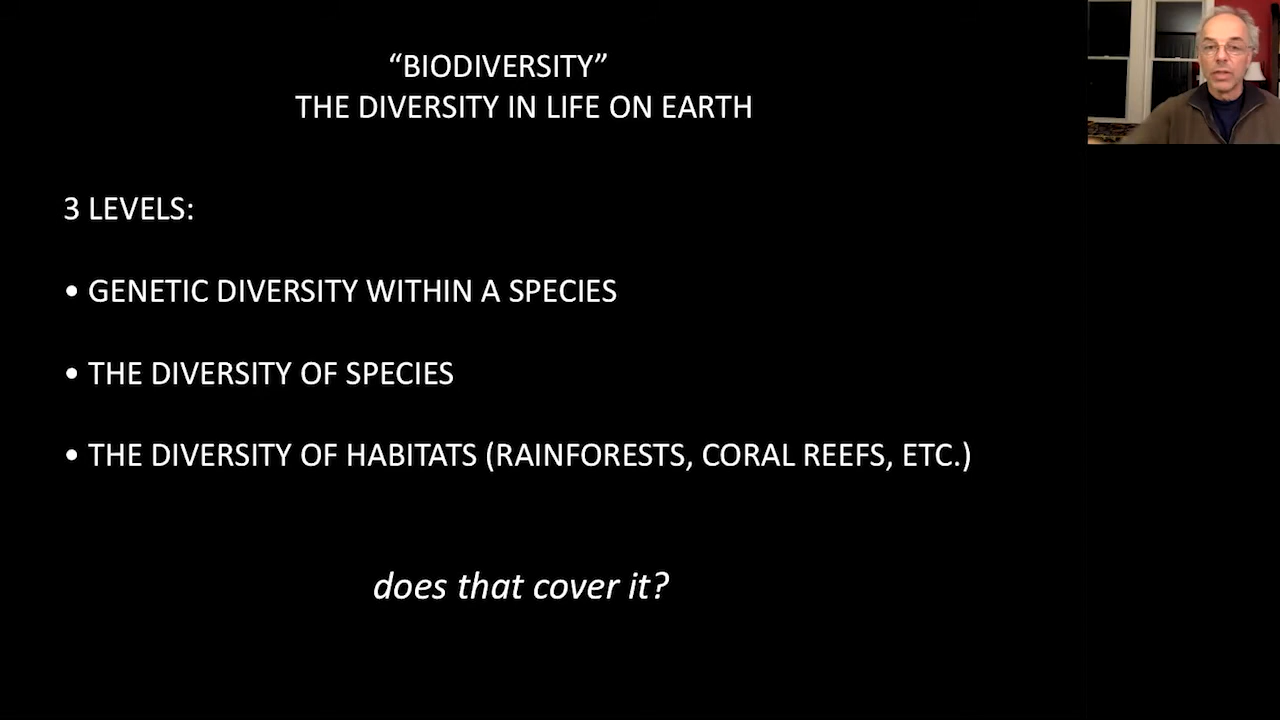 “BIODIVERSITY”
THE DIVERSITY IN LIFE ON EARTH
3 LEVELS:
• GENETIC DIVERSITY WITHIN A SPECIES
• THE DIVERSITY OF SPECIES
• THE DIVERSITY OF HABITATS (RAINFORESTS, CORAL REEFS, ETC.)
does that cover it?